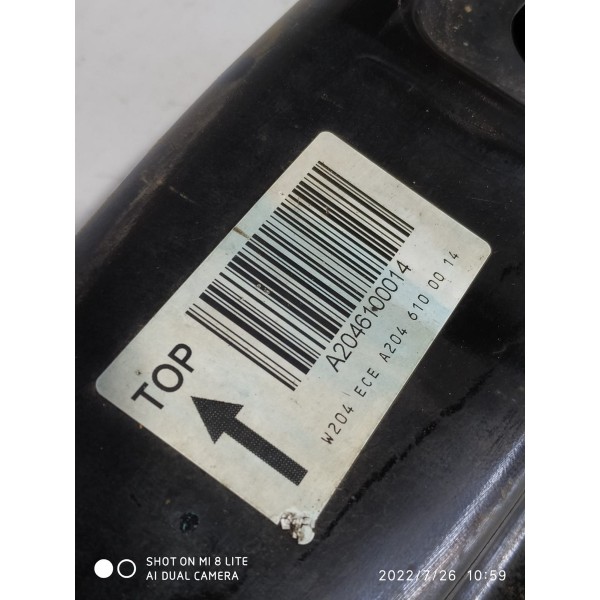 TOP
A2046100014
W204 ECE A204 610 00 14
SHOT ON MI 8 LITE
AI DUAL CAMERA
2022/7/26 10:59